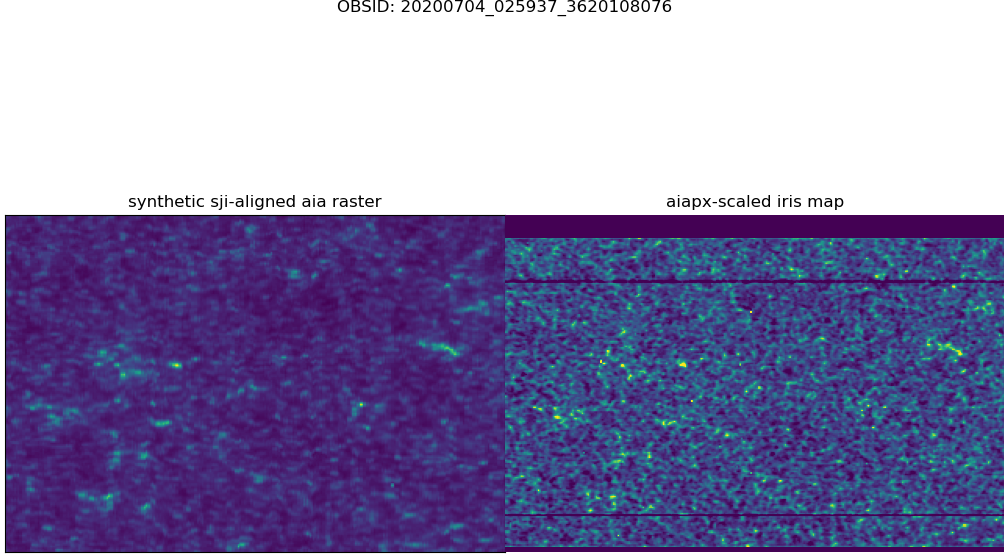 OBSID: 20200704_025937_3620108076
synthetic sji-aligned aia raster
aiapx-scaled iris map